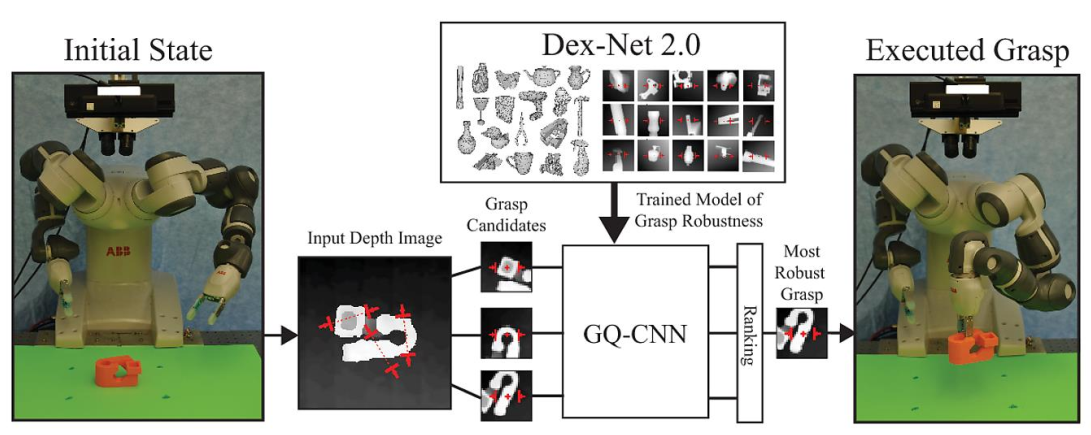 Initial State
Dex-Net 2.0
Executed Grasp
Trained Model of
Grasp Robustness
Grasp
Candidates
Input Depth Image
Most
Robust
Grasp
GQ-CNN
Ranking
ABB
ABB